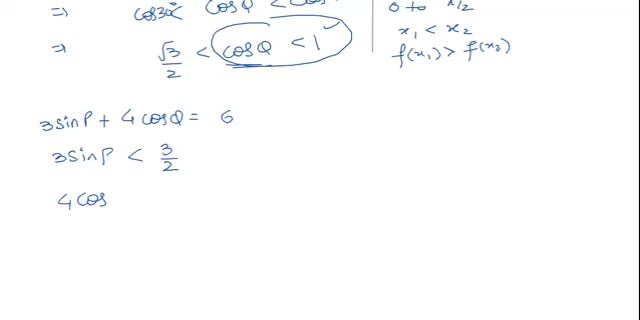 ⇒ cos30° < cosQ < cos
⇒ √3/2 < cosQ < 1
0 to π/2
x₁ < x₂
f(x₁) > f(x₂)
3sinP + 4cosQ = 6
3sinP < 3/2
4cos